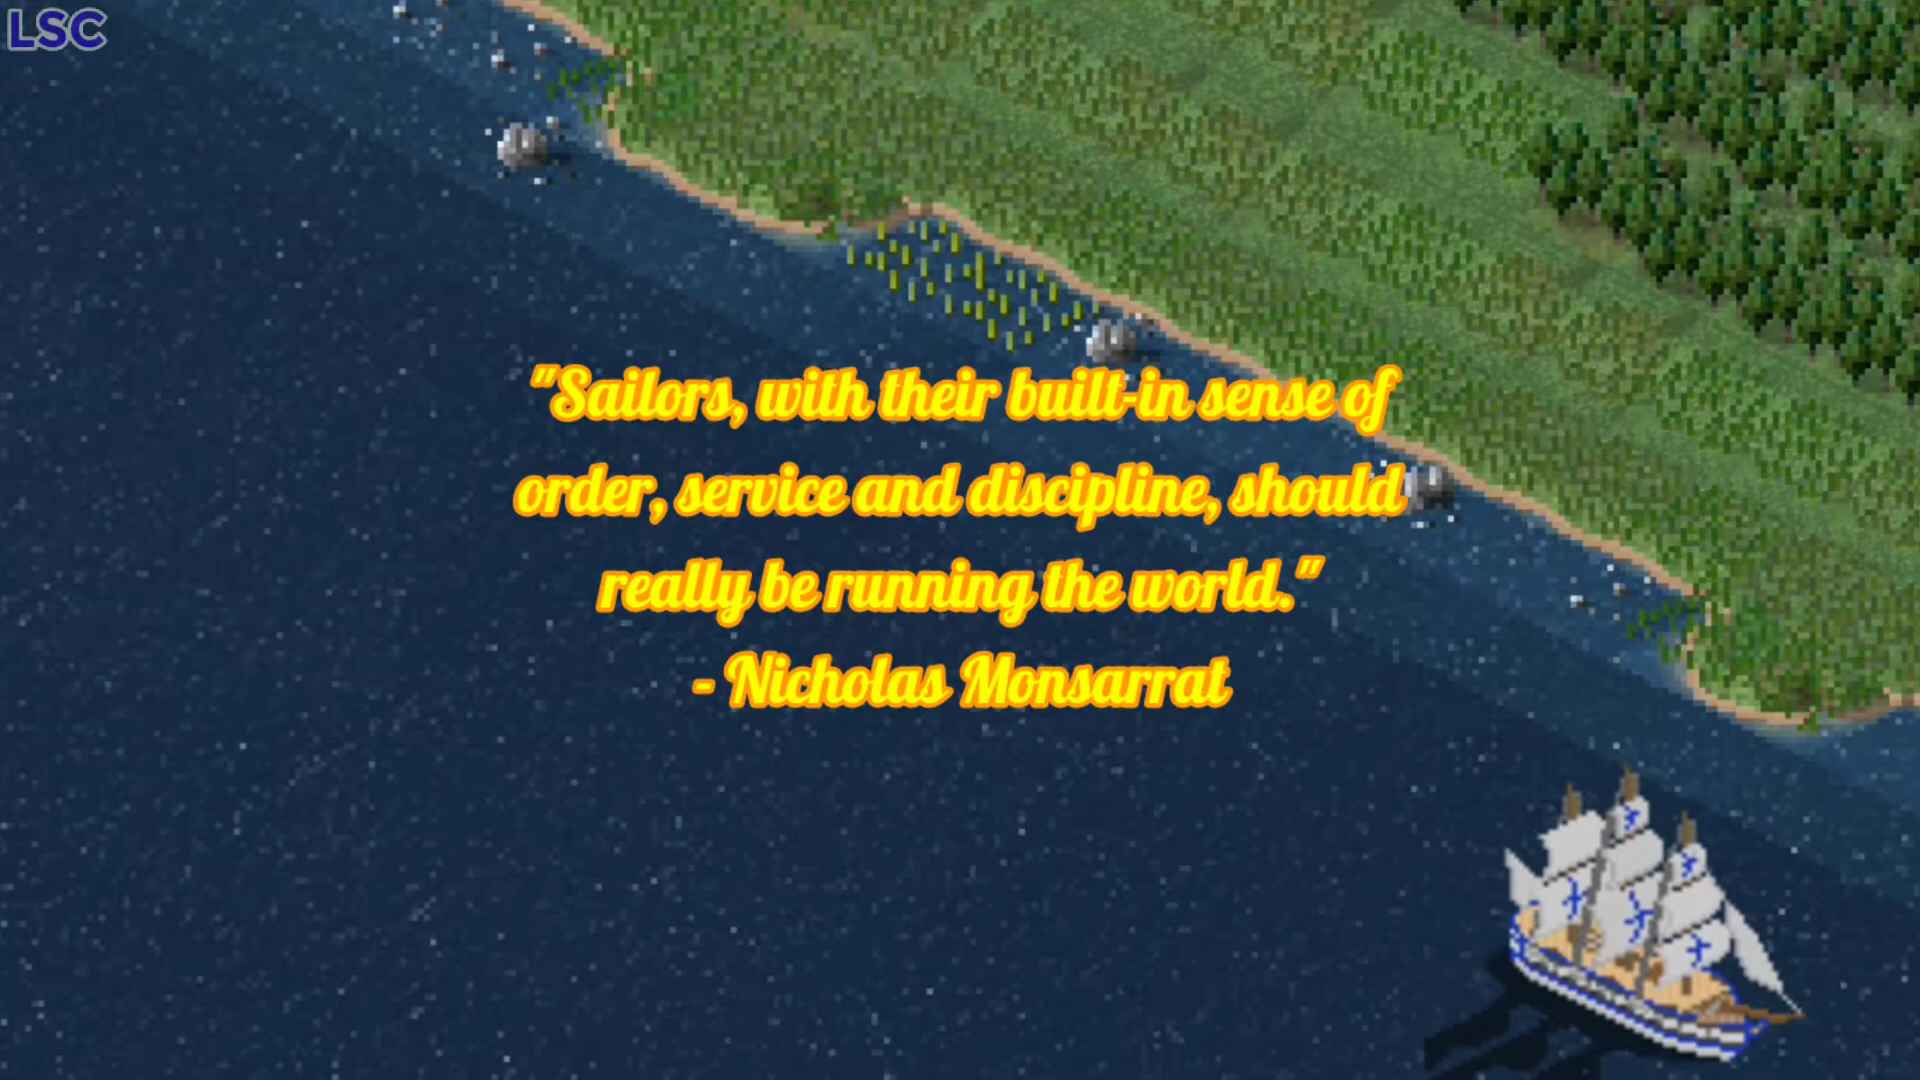 LSC
"Sailors, with their built-in sense of
order, service and discipline, should
really be running the world."
- Nicholas Monsarrat